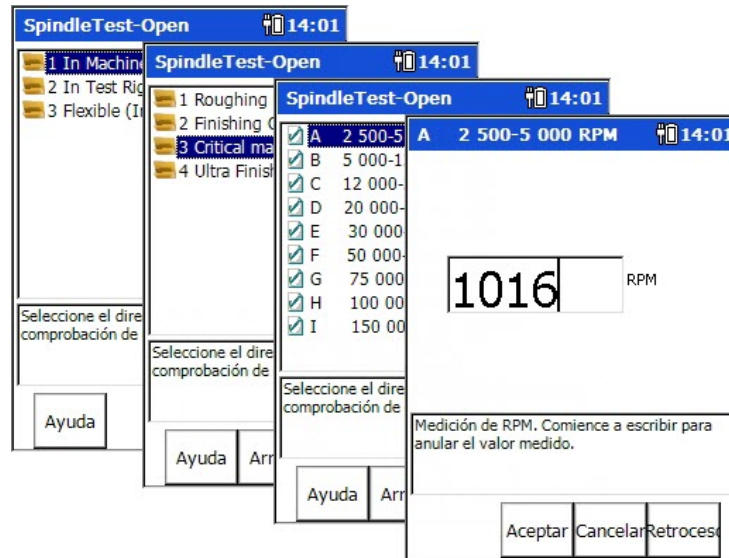 SpindleTest-Open 14:01
1 In Machine
2 In Test Rig
3 Flexible (In
Seleccione el dire
comprobación de
Ayuda
SpindleTest-Open 14:01
1 Roughing
2 Finishing
3 Critical ma
4 Ultra Finish
Seleccione el dire
comprobación de
Ayuda Arr
SpindleTest-Open 14:01
A 2 500-5
B 5 000-1
C 12 000-
D 20 000-
E 30 000-
F 50 000-
G 75 000
H 100 00
I 150 00
Seleccione el dire
comprobación de
Ayuda Arr
A 2 500-5 000 RPM 14:01
1016 RPM
Medición de RPM. Comience a escribir para
anular el valor medido.
Aceptar Cancelar Retroceso